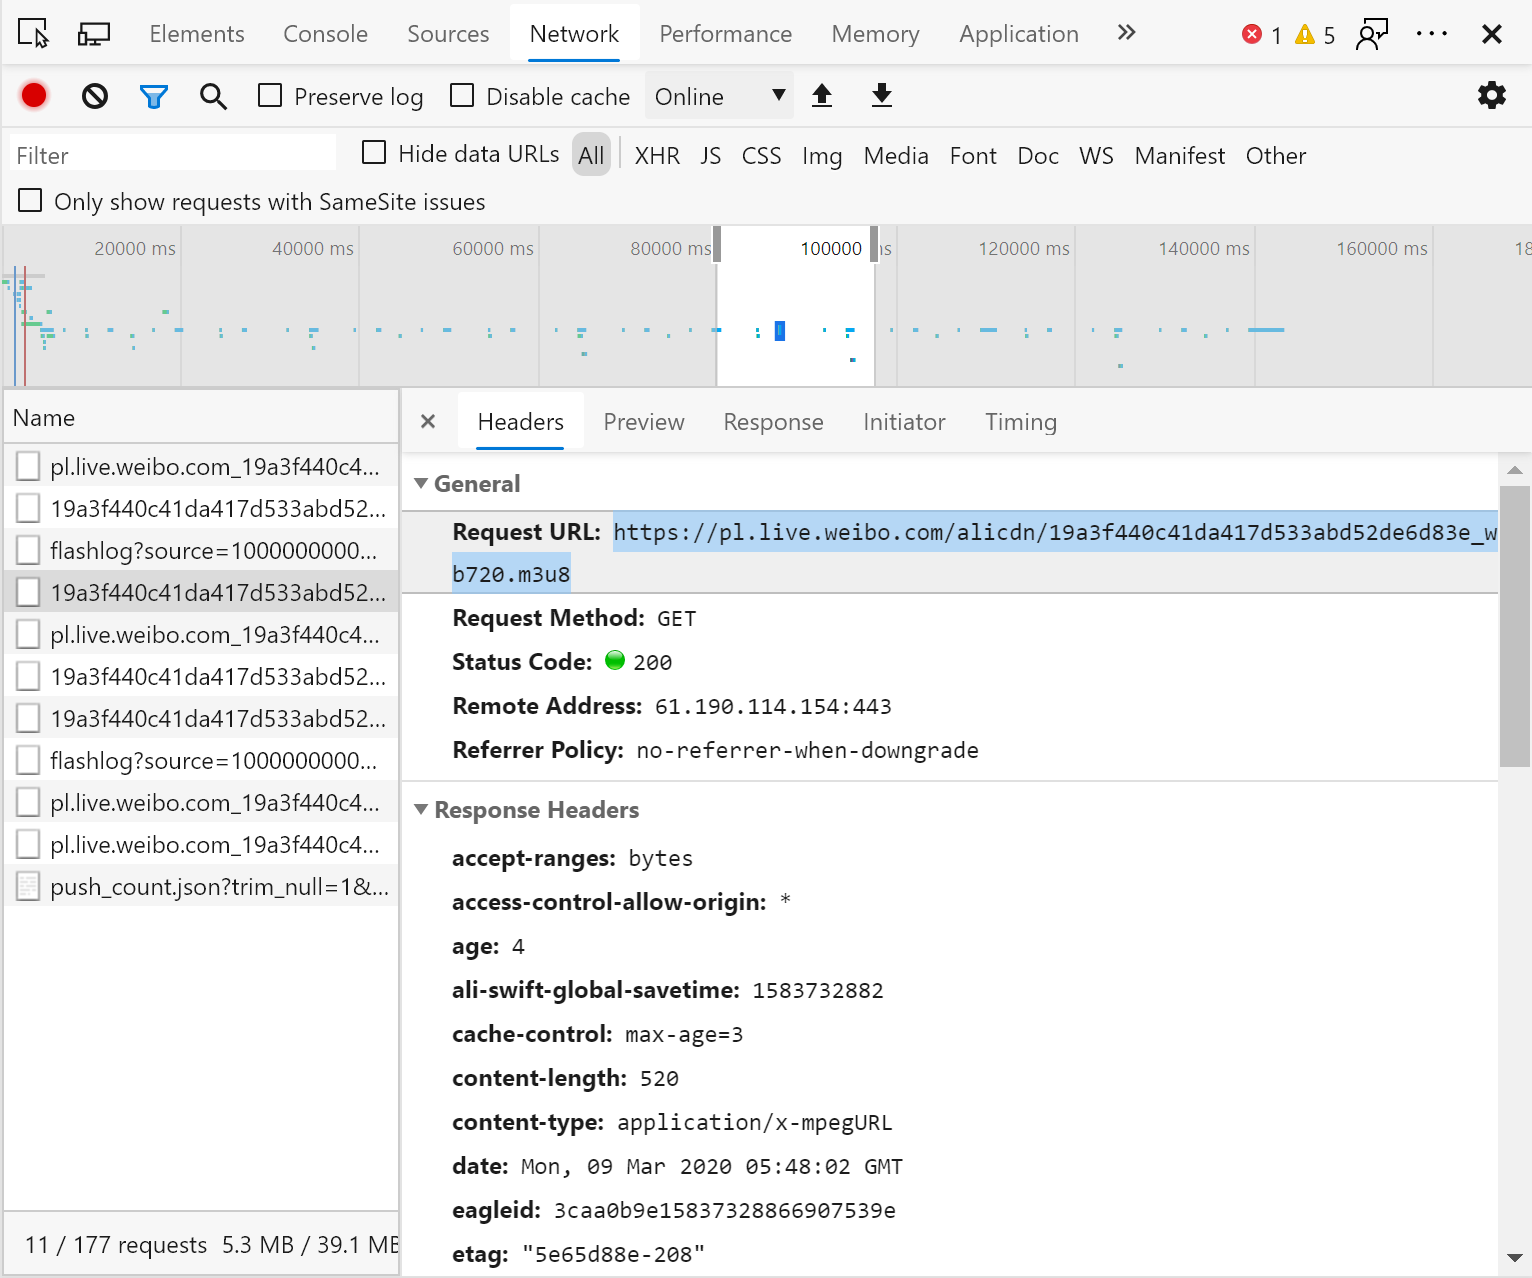 Elements Console Sources Network Performance Memory Application » 1 5
Preserve log Disable cache Online
Filter Hide data URLs All XHR JS CSS Img Media Font Doc WS Manifest Other
Only show requests with SameSite issues
20000 ms 40000 ms 60000 ms 80000 ms 100000 ms 120000 ms 140000 ms 160000 ms 18
Name
pl.live.weibo.com_19a3f440c4...
19a3f440c41da417d533abd52...
flashlog?source=1000000000...
19a3f440c41da417d533abd52...
pl.live.weibo.com_19a3f440c4...
19a3f440c41da417d533abd52...
19a3f440c41da417d533abd52...
flashlog?source=1000000000...
pl.live.weibo.com_19a3f440c4...
pl.live.weibo.com_19a3f440c4...
push_count.json?trim_null=1&...
11 / 177 requests 5.3 MB / 39.1 MB
Headers Preview Response Initiator Timing
General
Request URL: https://pl.live.weibo.com/alicdn/19a3f440c41da417d533abd52de6d83e_w
b720.m3u8
Request Method: GET
Status Code: 200
Remote Address: 61.190.114.154:443
Referrer Policy: no-referrer-when-downgrade
Response Headers
accept-ranges: bytes
access-control-allow-origin: *
age: 4
ali-swift-global-savetime: 1583732882
cache-control: max-age=3
content-length: 520
content-type: application/x-mpegURL
date: Mon, 09 Mar 2020 05:48:02 GMT
eagleid: 3caa0b9e15837328866907539e
etag: "5e65d88e-208"